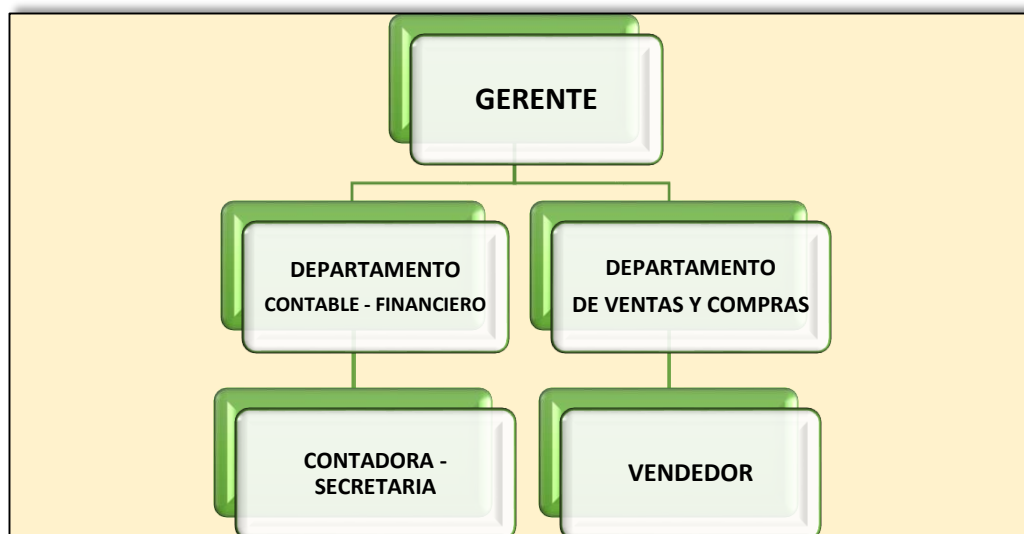 GERENTE
DEPARTAMENTO
CONTABLE - FINANCIERO
DEPARTAMENTO
DE VENTAS Y COMPRAS
CONTADORA -
SECRETARIA
VENDEDOR